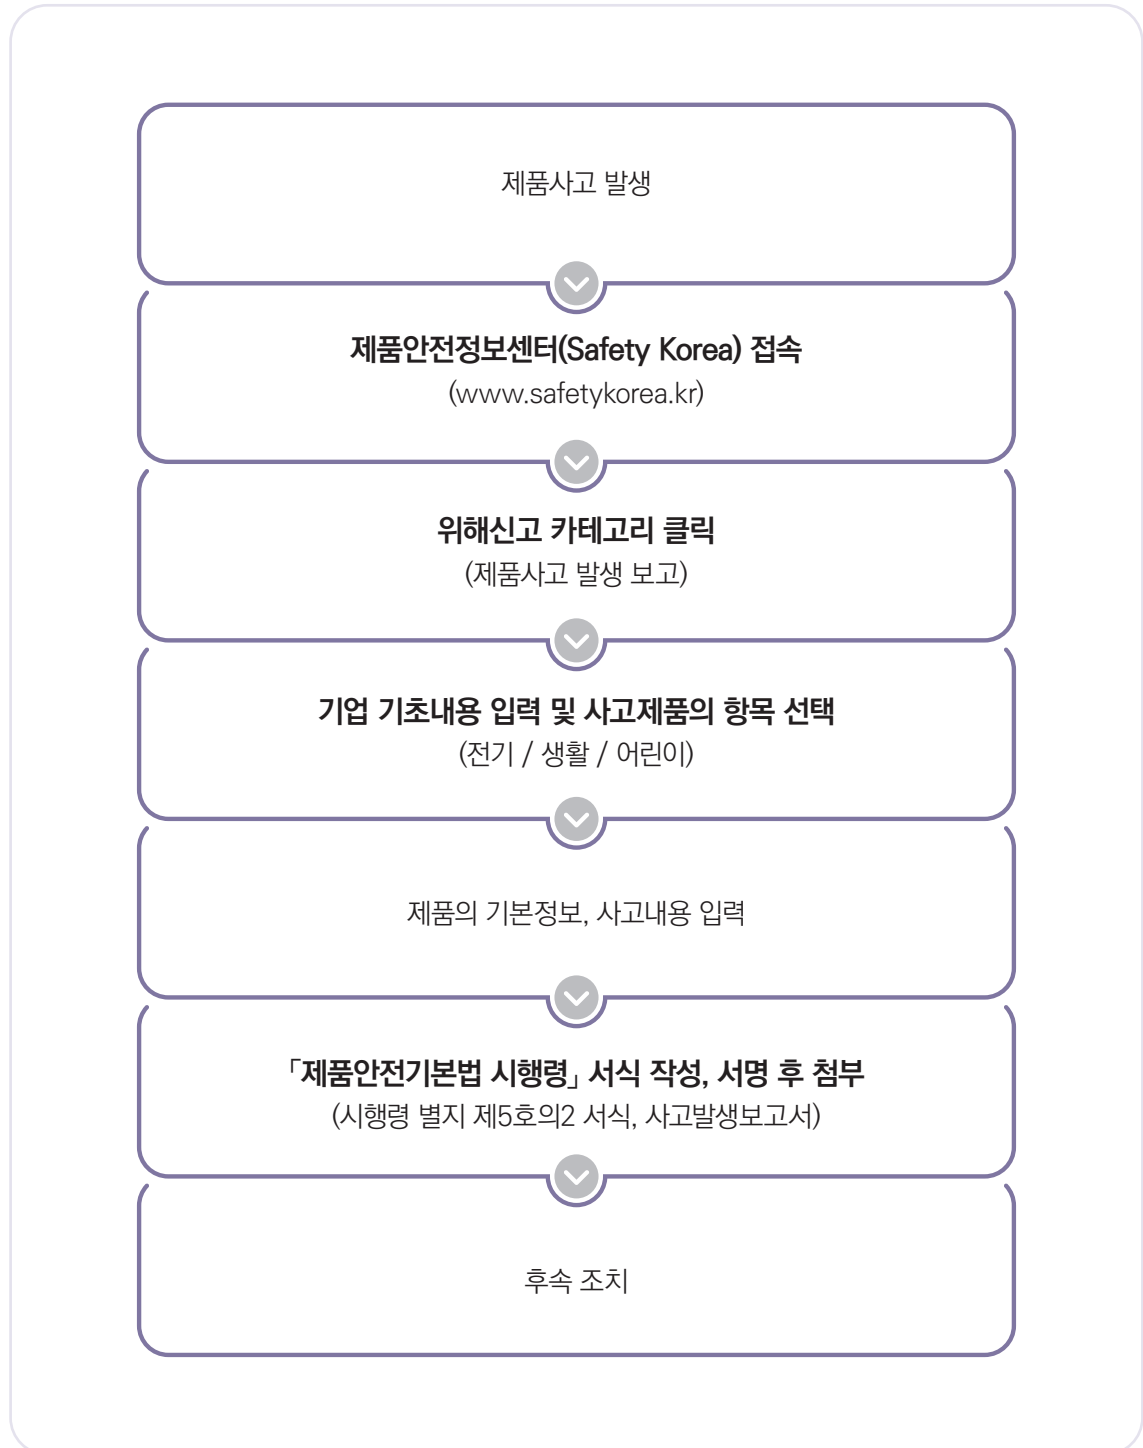 제품사고 발생
제품안전정보센터(Safety Korea) 접속
(www.safetykorea.kr)
위해신고 카테고리 클릭
(제품사고 발생 보고)
기업 기초내용 입력 및 사고제품의 항목 선택
(전기 / 생활 / 어린이)
제품의 기본정보, 사고내용 입력
「제품안전기본법 시행령」 서식 작성, 서명 후 첨부
(시행령 별지 제5호의2 서식, 사고발생보고서)
후속 조치